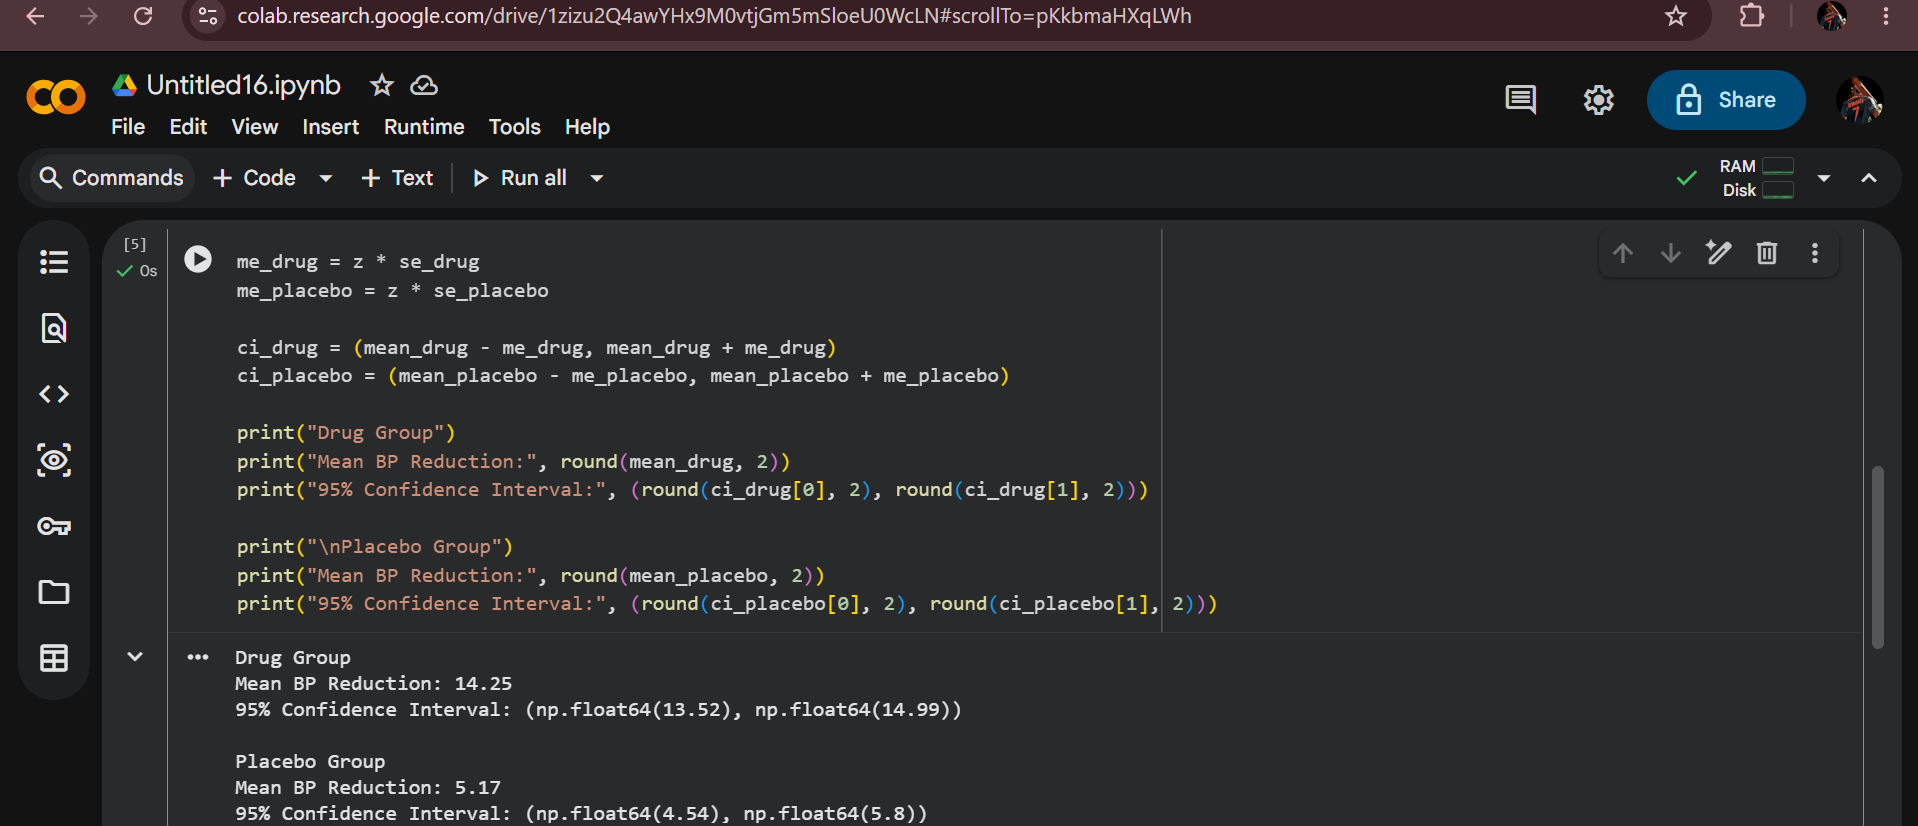 colab.research.google.com/drive/1zizu2Q4awYHx9M0vtjGm5mSloeU0WcLN#scrollTo=pKkbmaHXqLWh
CO
Untitled16.ipynb
File Edit View Insert Runtime Tools Help
Share
Commands + Code + Text Run all
RAM
Disk
[5]
0s
me_drug = z * se_drug
me_placebo = z * se_placebo
ci_drug = (mean_drug - me_drug, mean_drug + me_drug)
ci_placebo = (mean_placebo - me_placebo, mean_placebo + me_placebo)
print("Drug Group")
print("Mean BP Reduction:", round(mean_drug, 2))
print("95% Confidence Interval:", (round(ci_drug[0], 2), round(ci_drug[1], 2)))
print("\nPlacebo Group")
print("Mean BP Reduction:", round(mean_placebo, 2))
print("95% Confidence Interval:", (round(ci_placebo[0], 2), round(ci_placebo[1], 2)))
Drug Group
Mean BP Reduction: 14.25
95% Confidence Interval: (np.float64(13.52), np.float64(14.99))
Placebo Group
Mean BP Reduction: 5.17
95% Confidence Interval: (np.float64(4.54), np.float64(5.8))